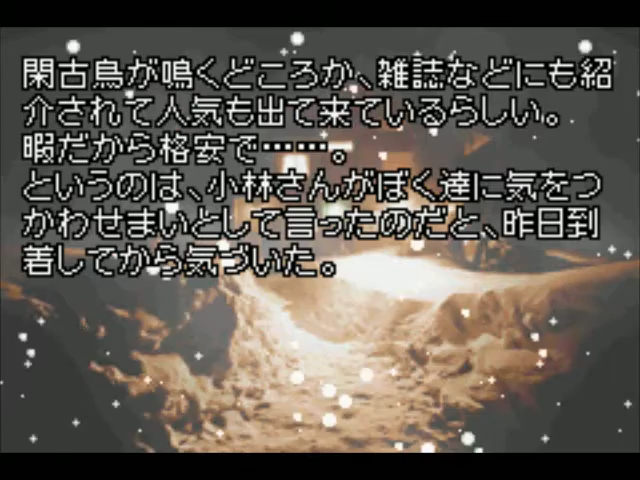 閑古鳥が鳴くどころか、雑誌などにも紹
介されて人気も出て来ているらしい。
暇だから格安で……。
というのは、小林さんがぼく達に気をつ
かわせまいとして言ったのだと、昨日到
着してから気づいた。